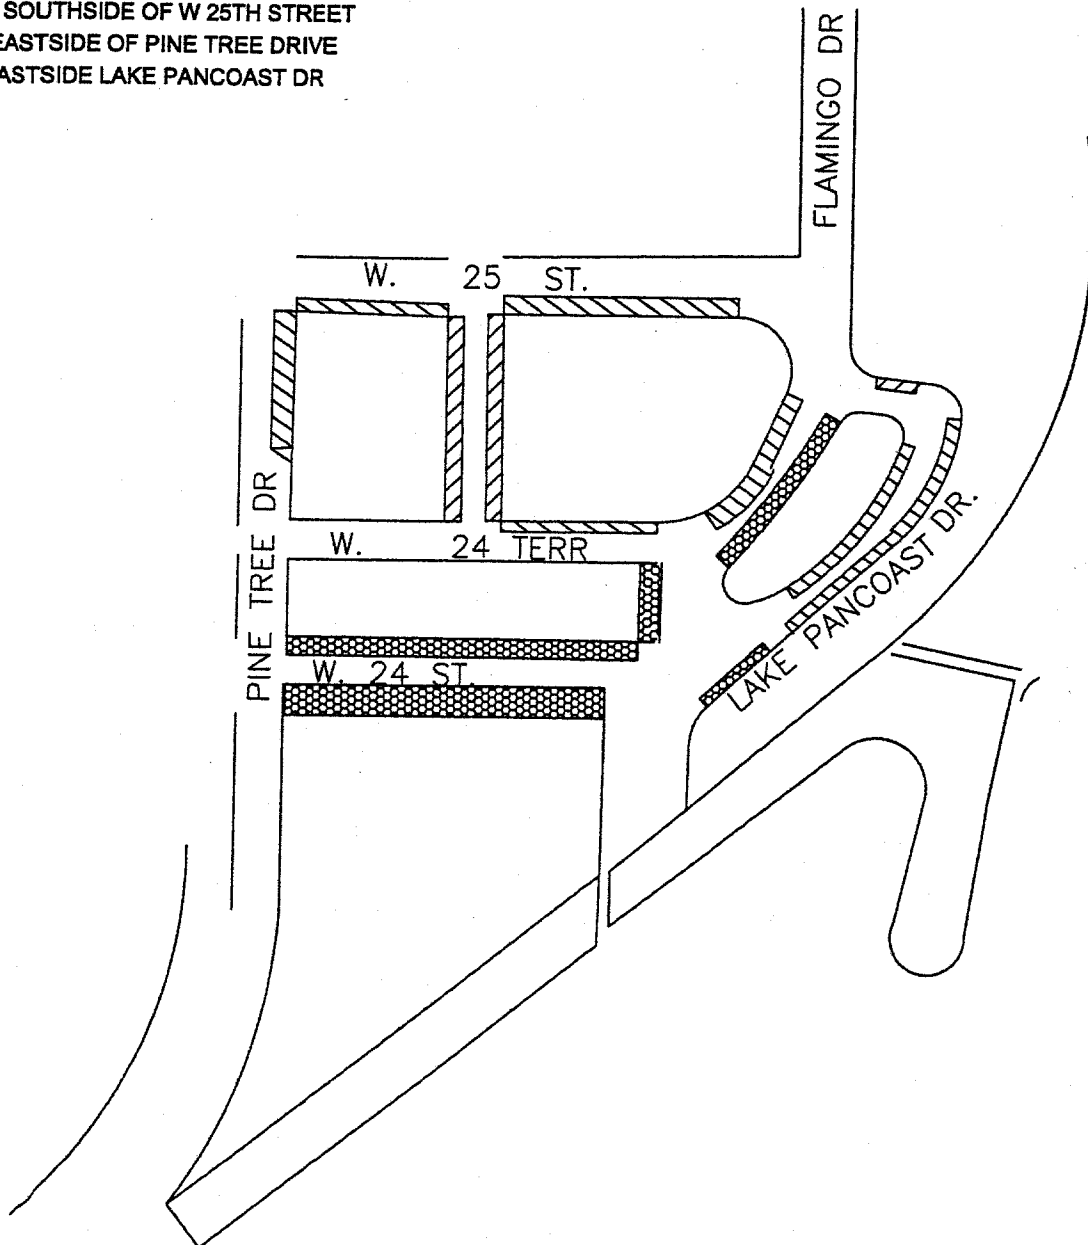 SOUTHSIDE OF W 25TH STREET
EASTSIDE OF PINE TREE DRIVE
EASTSIDE LAKE PANCOAST DR
FLAMINGO DR
W. 25 ST.
PINE TREE DR
W. 24 TERR
W. 24 ST.
LAKE PANCOAST DR.